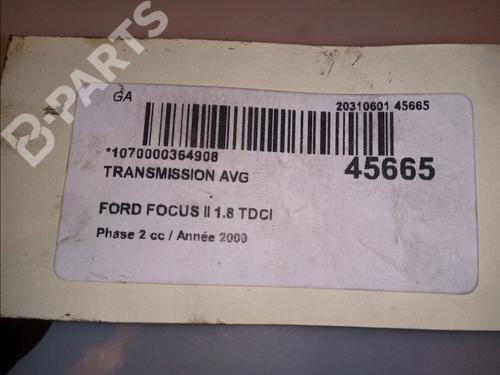 B-PARTS
GA
20310601 45665
*1070000364908
45665
TRANSMISSION AVG
FORD FOCUS II 1.8 TDCI
Phase 2 cc / Année 2009